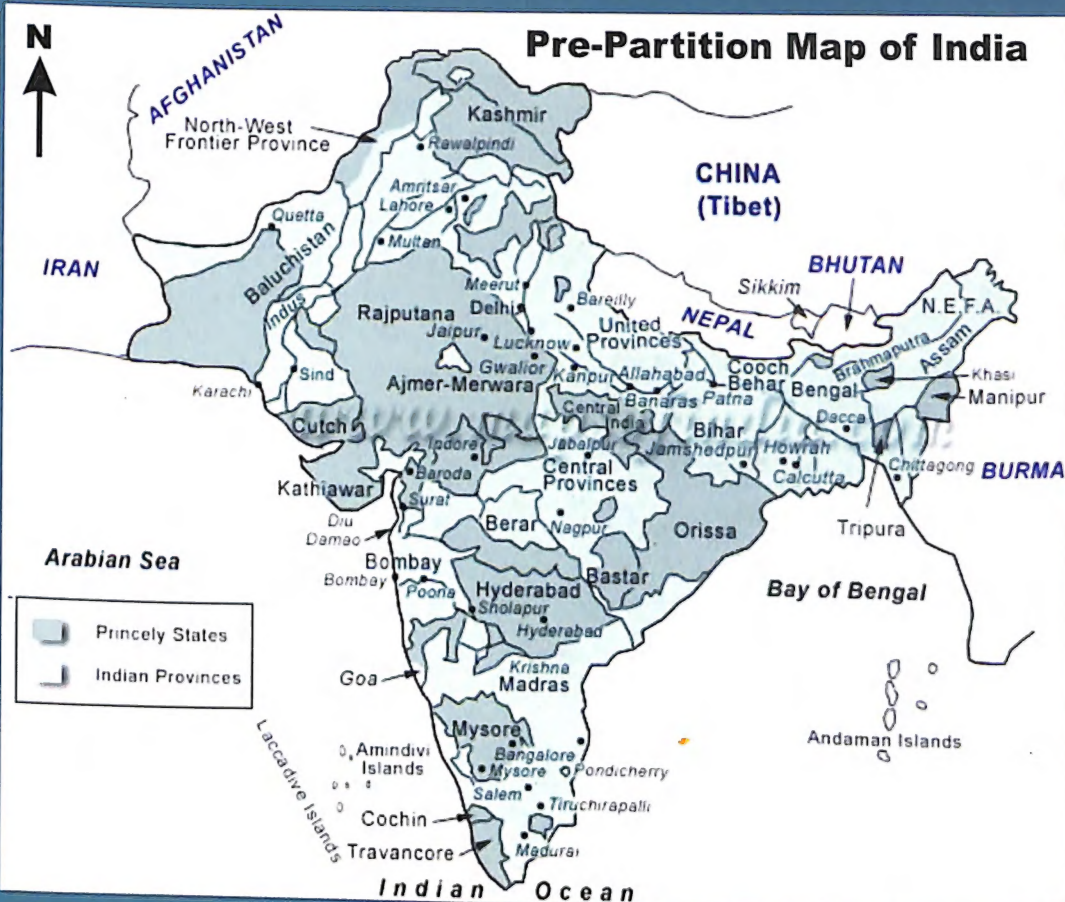 N
Pre-Partition Map of India
AFGHANISTAN
North-West
Frontier Province
Kashmir
Rawalpindi
CHINA
(Tibet)
Amritsar
Lahore
Quetta
Multan
IRAN
Baluchistan
Indus
Meerut
Delhi
Bareilly
Sikkim
BHUTAN
NEPAL
N.E.F.A.
Rajputana
Jaipur
Lucknow
United
Provinces
Gwalior
Brahmaputra
Assam
Karachi
Sind
Ajmer-Merwara
Kanpur
Allahabad
Cooch
Behar
Bengal
Khasi
Banaras
Patna
Manipur
Cutch
Central
India
Dacca
Indore
Jabalpur
Bihar
Jamshedpur
Howrah
Calcutta
Chittagong
BURMA
Baroda
Kathiawar
Central
Provinces
Surat
Berar
Nagpur
Orissa
Tripura
Diu
Damao
Arabian Sea
Bombay
Bombay
Poona
Hyderabad
Bastar
Bay of Bengal
Sholapur
Hyderabad
Princely States
Indian Provinces
Goa
Krishna
Madras
Mysore
Bangalore
Mysore
Andaman Islands
Laccadive Islands
Amindivi
Islands
Pondicherry
Salem
Tiruchirapalli
Cochin
Travancore
Madurai
Indian Ocean